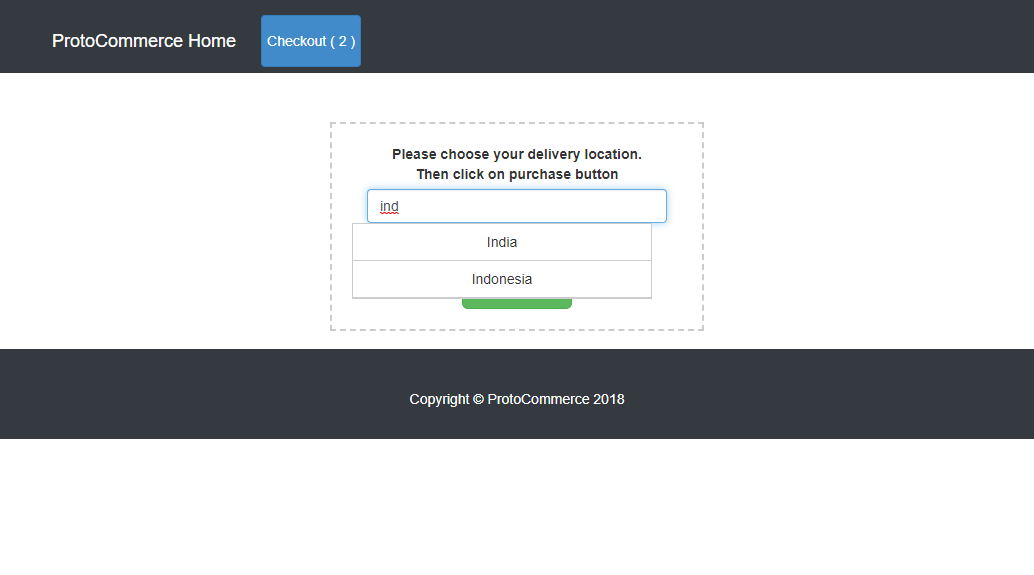 ProtoCommerce Home
Checkout ( 2 )
Please choose your delivery location.
Then click on purchase button
ind
India
Indonesia
Copyright © ProtoCommerce 2018